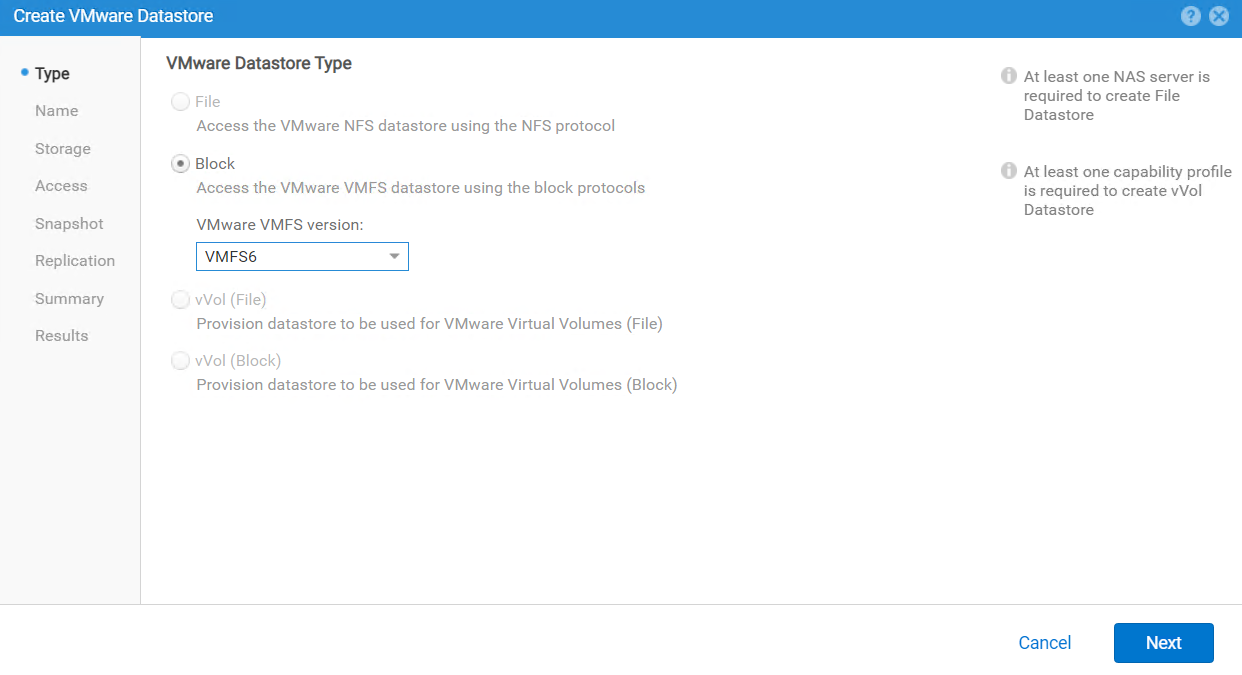 Create VMware Datastore
Type
Name
Storage
Access
Snapshot
Replication
Summary
Results
VMware Datastore Type
File
Access the VMware NFS datastore using the NFS protocol
Block
Access the VMware VMFS datastore using the block protocols
VMware VMFS version:
VMFS6
vVol (File)
Provision datastore to be used for VMware Virtual Volumes (File)
vVol (Block)
Provision datastore to be used for VMware Virtual Volumes (Block)
At least one NAS server is
required to create File
Datastore
At least one capability profile
is required to create vVol
Datastore
Cancel
Next